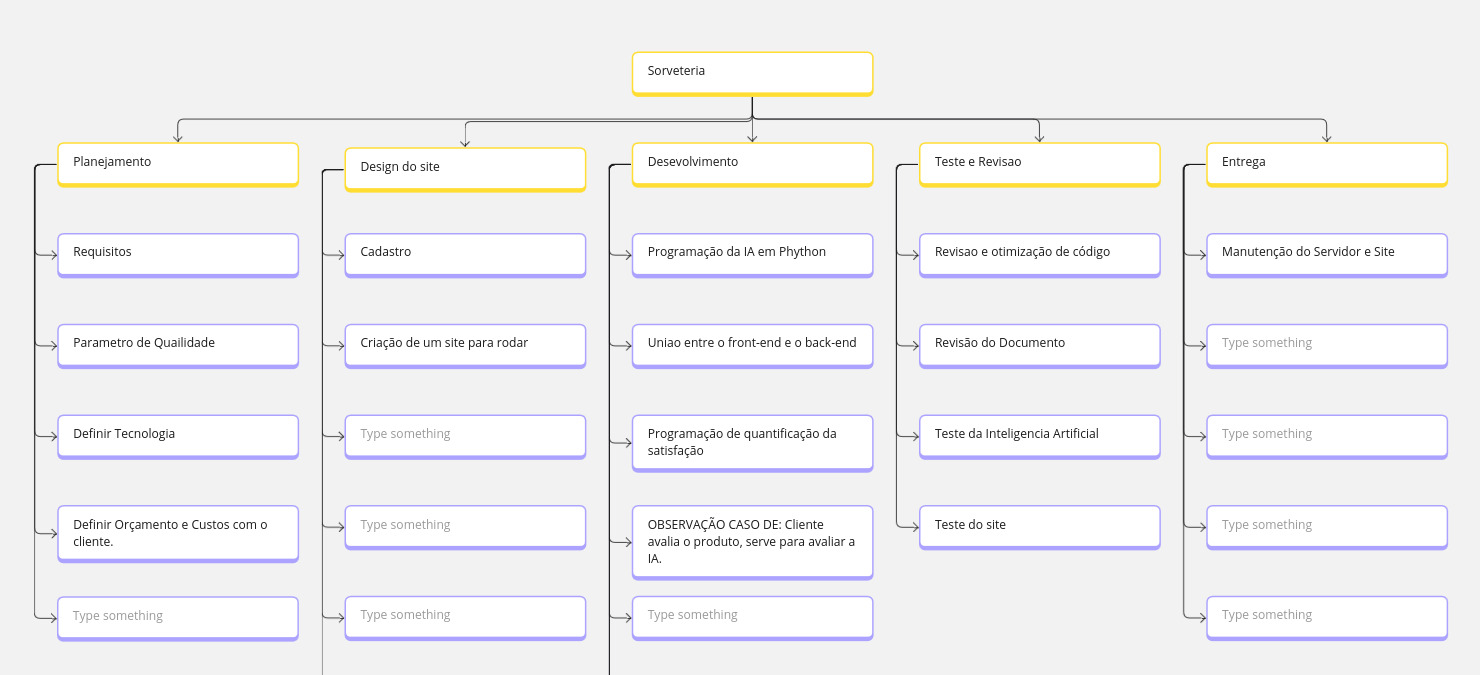 Sorveteria
Planejamento
Requisitos
Parametro de Quailidade
Definir Tecnologia
Definir Orçamento e Custos com o
cliente.
Type something
Design do site
Cadastro
Criação de um site para rodar
Type something
Type something
Type something
Desevolvimento
Programação da IA em Phython
Uniao entre o front-end e o back-end
Programação de quantificação da
satisfação
OBSERVAÇÃO CASO DE: Cliente
avalia o produto, serve para avaliar a
IA.
Type something
Teste e Revisao
Revisao e otimização de código
Revisão do Documento
Teste da Inteligencia Artificial
Teste do site
Entrega
Manutenção do Servidor e Site
Type something
Type something
Type something
Type something